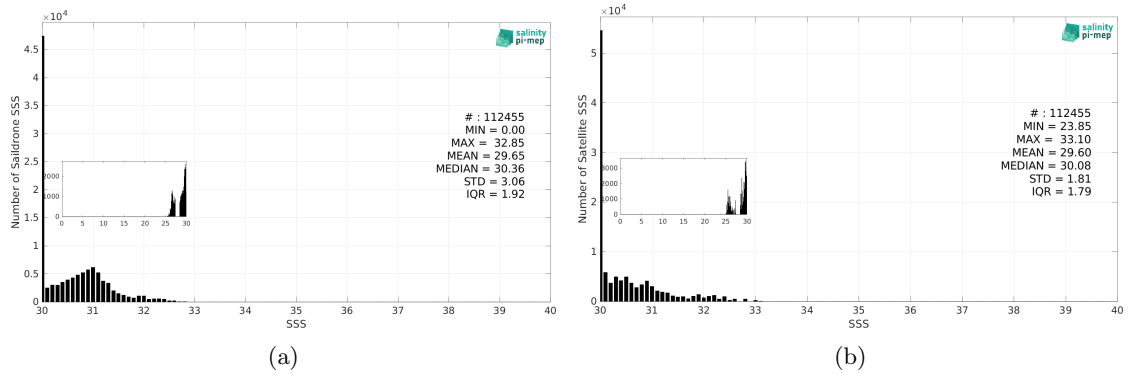 ×10⁴
4.5
4
3.5
3
2.5
2
1.5
1
0.5
0
Number of Saildrone SSS
30 31 32 33 34 35 36 37 38 39 40
SSS
salinity
pi-mep
# : 112455
MIN = 0.00
MAX = 32.85
MEAN = 29.65
MEDIAN = 30.36
STD = 3.06
IQR = 1.92
2000
1000
0
0 5 10 15 20 25 30
(a)
×10⁴
5
4
3
2
1
0
Number of Satellite SSS
30 31 32 33 34 35 36 37 38 39 40
SSS
salinity
pi-mep
# : 112455
MIN = 23.85
MAX = 33.10
MEAN = 29.60
MEDIAN = 30.08
STD = 1.81
IQR = 1.79
3000
2000
1000
0
0 5 10 15 20 25 30
(b)